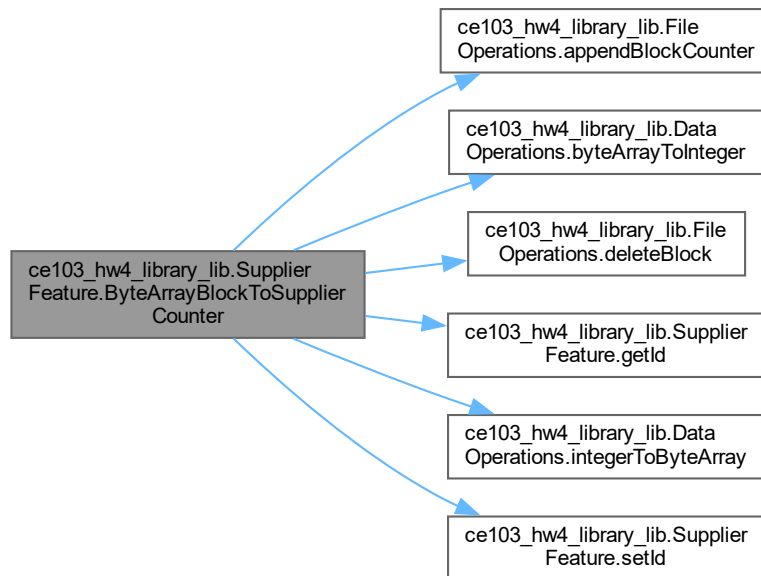 ce103_hw4_library_lib.File
Operations.appendBlockCounter
ce103_hw4_library_lib.Data
Operations.byteArrayToInteger
ce103_hw4_library_lib.File
Operations.deleteBlock
ce103_hw4_library_lib.Supplier
Feature.ByteArrayBlockToSupplier
Counter
ce103_hw4_library_lib.Supplier
Feature.getId
ce103_hw4_library_lib.Data
Operations.integerToByteArray
ce103_hw4_library_lib.Supplier
Feature.setId